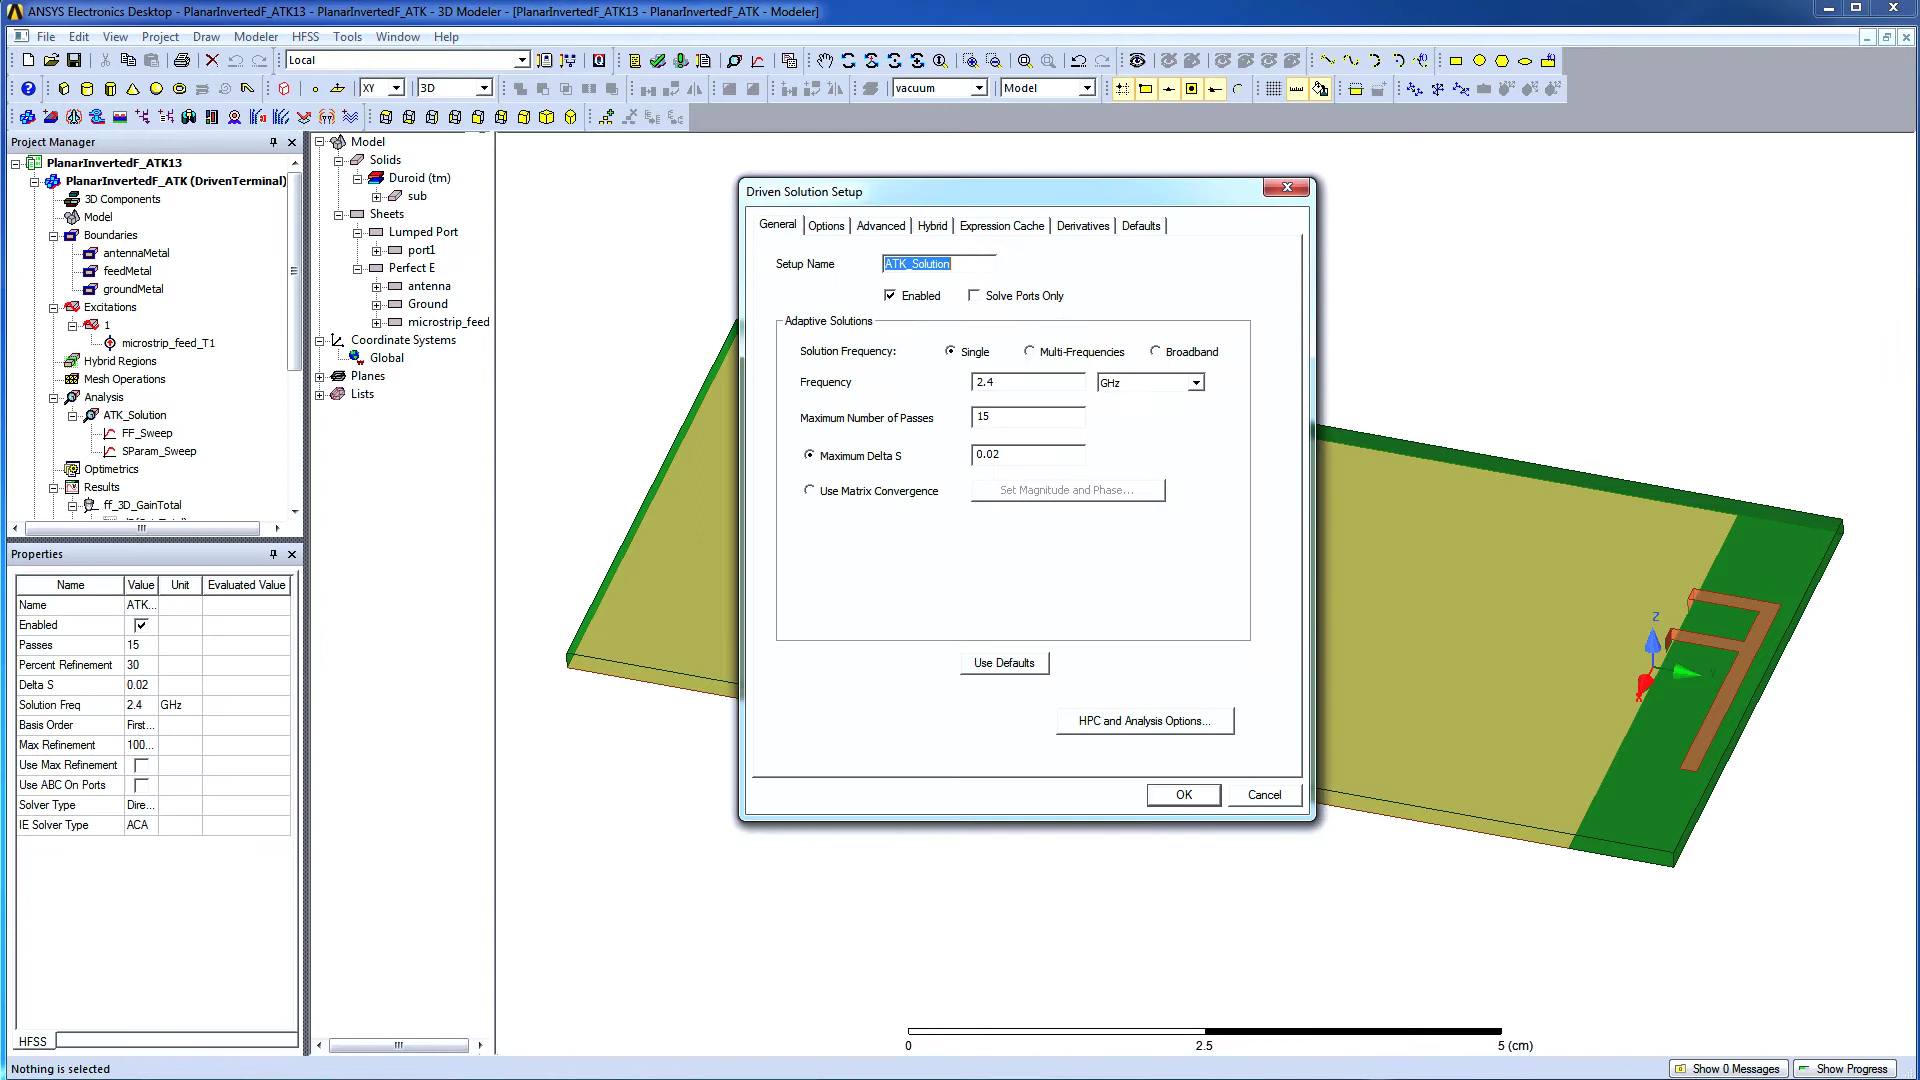 ANSYS Electronics Desktop - PlanarInvertedF_ATK13 - PlanarInvertedF_ATK - 3D Modeler - [PlanarInvertedF_ATK13 - PlanarInvertedF_ATK - Modeler]
File Edit View Project Draw Modeler HFSS Tools Window Help
Local
XY 3D vacuum Model
Project Manager
PlanarInvertedF_ATK13
PlanarInvertedF_ATK (DrivenTerminal)
3D Components
Model
Boundaries
antennaMetal
feedMetal
groundMetal
Excitations
1
microstrip_feed_T1
Hybrid Regions
Mesh Operations
Analysis
ATK_Solution
FF_Sweep
SParam_Sweep
Optimetrics
Results
ff_3D_GainTotal
Properties
Name Value Unit Evaluated Value
Name ATK...
Enabled
Passes 15
Percent Refinement 30
Delta S 0.02
Solution Freq 2.4 GHz
Basis Order First...
Max Refinement 100...
Use Max Refinement
Use ABC On Ports
Solver Type Dire...
IE Solver Type ACA
HFSS
Model
Solids
Duroid (tm)
sub
Sheets
Lumped Port
port1
Perfect E
antenna
Ground
microstrip_feed
Coordinate Systems
Global
Planes
Lists
Driven Solution Setup
General Options Advanced Hybrid Expression Cache Derivatives Defaults
Setup Name ATK_Solution
Enabled Solve Ports Only
Adaptive Solutions
Solution Frequency: Single Multi-Frequencies Broadband
Frequency 2.4 GHz
Maximum Number of Passes 15
Maximum Delta S 0.02
Use Matrix Convergence Set Magnitude and Phase...
Use Defaults
HPC and Analysis Options...
OK Cancel
Z
Y
X
0 2.5 5 (cm)
Nothing is selected
Show 0 Messages Show Progress